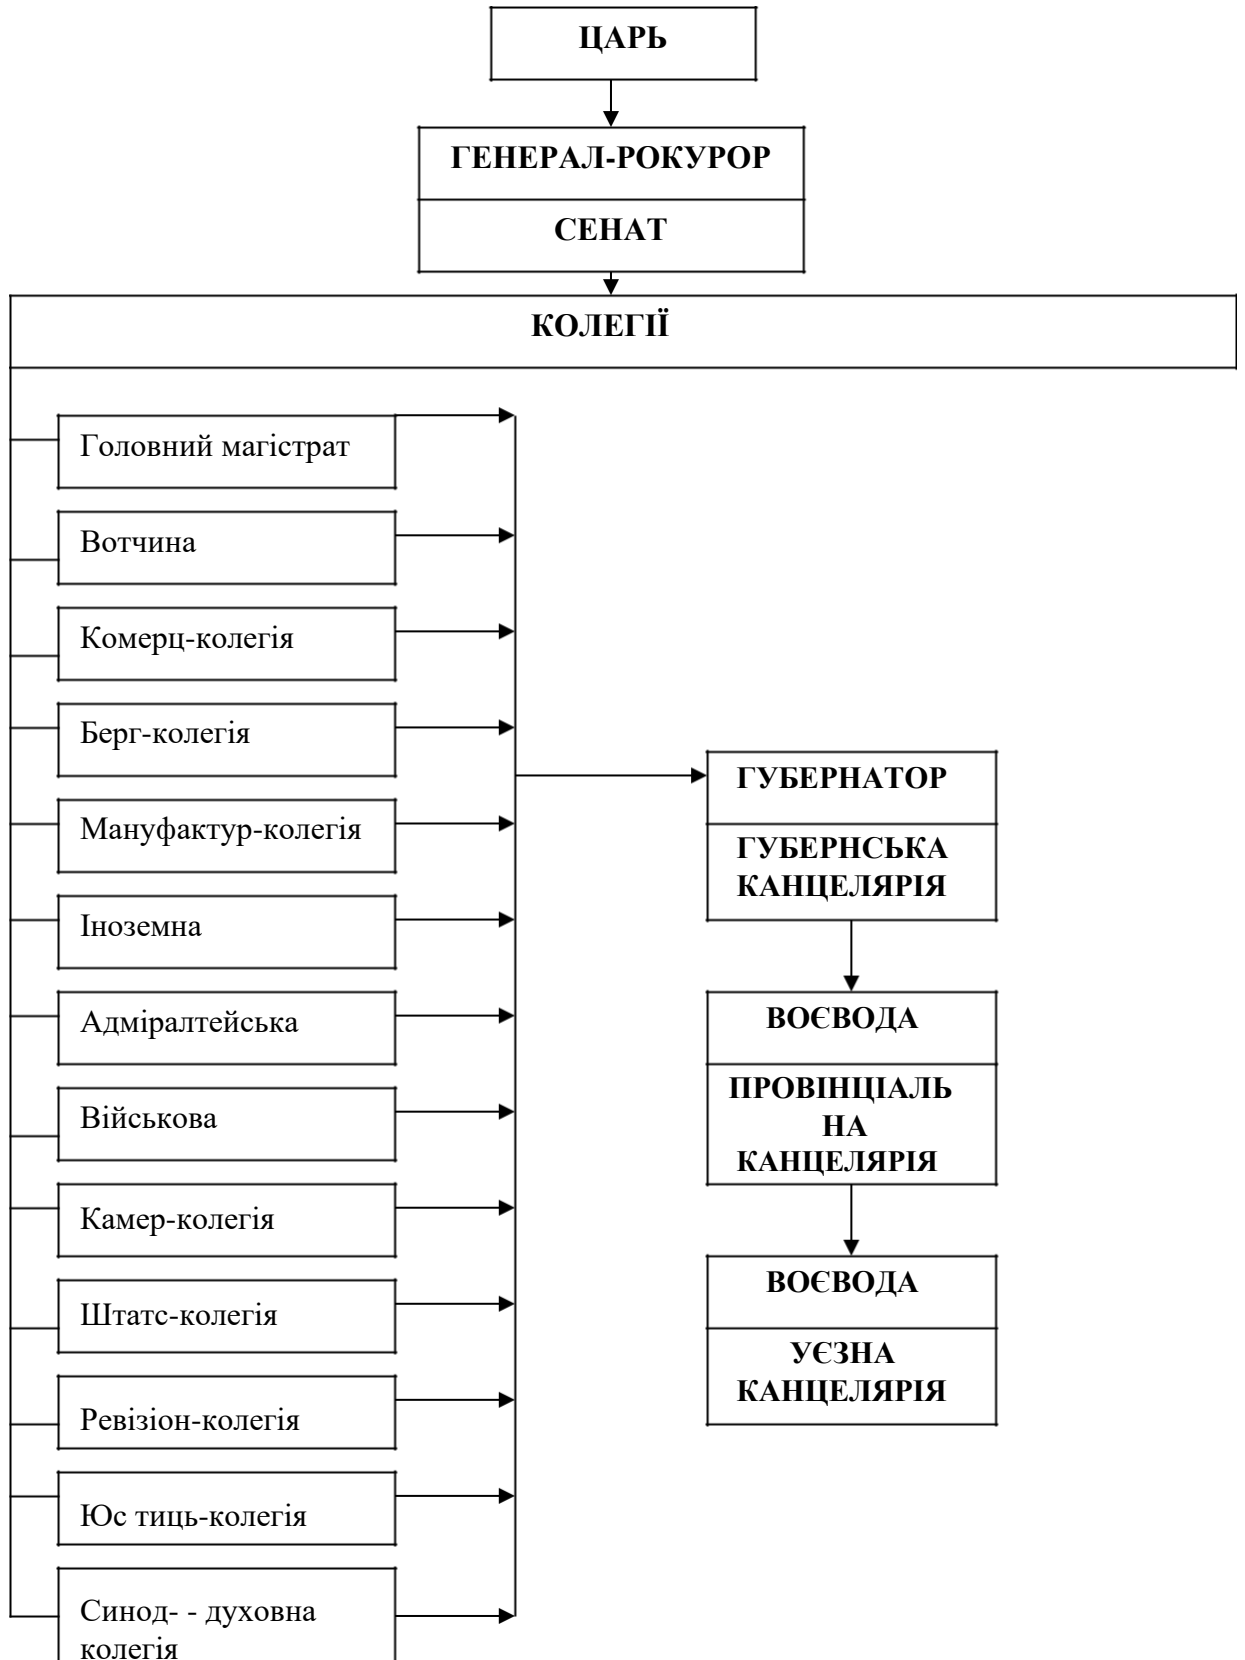 ЦАРЬ
ГЕНЕРАЛ-РОКУРОР
СЕНАТ
КОЛЕГІЇ
Головний магістрат
Вотчина
Комерц-колегія
Берг-колегія
Мануфактур-колегія
Іноземна
Адміралтейська
Військова
Камер-колегія
Штатс-колегія
Ревізіон-колегія
Юс тиць-колегія
Синод- - духовна
колегія
ГУБЕРНАТОР
ГУБЕРНСЬКА
КАНЦЕЛЯРІЯ
ВОЄВОДА
ПРОВІНЦІАЛЬ
НА
КАНЦЕЛЯРІЯ
ВОЄВОДА
УЄЗНА
КАНЦЕЛЯРІЯ